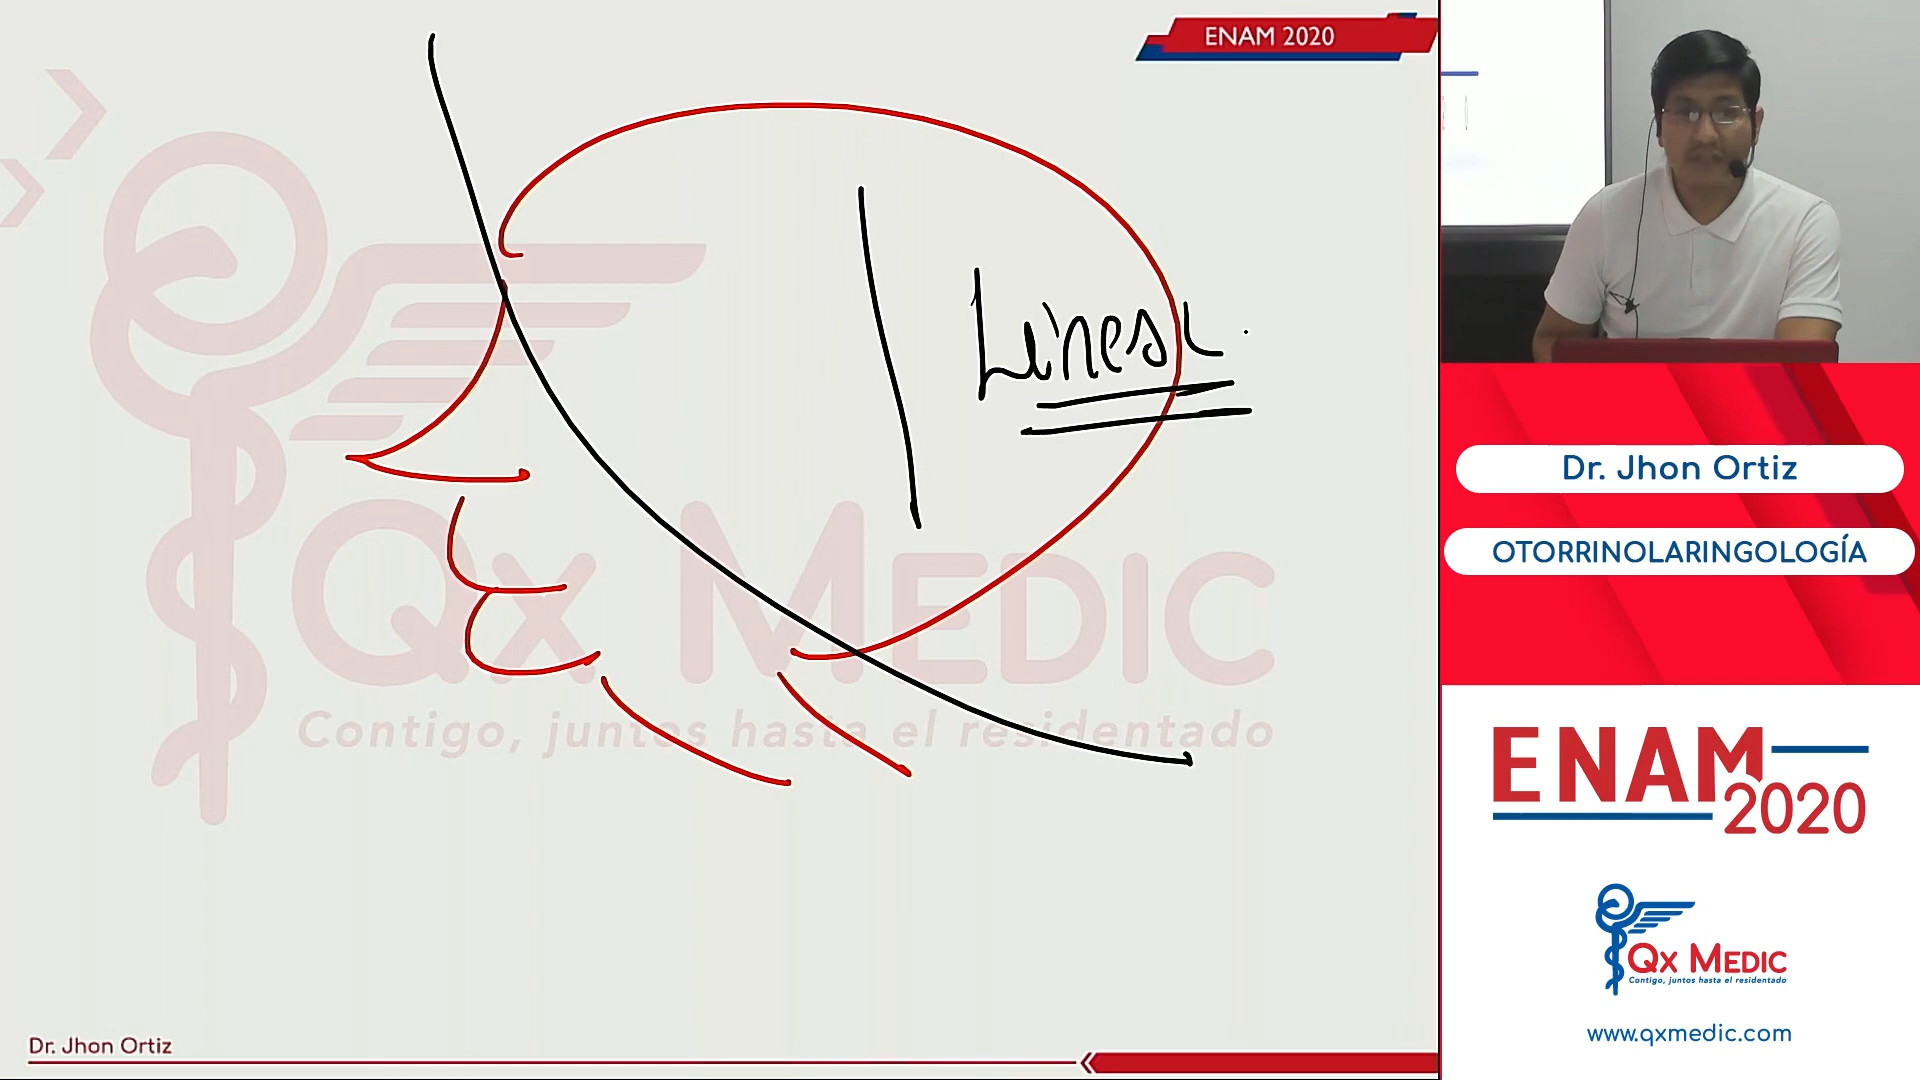 ENAM 2020
Lineal
Qx MEDIC
Contigo, juntos hasta el residentado
Dr. Jhon Ortiz
Dr. Jhon Ortiz
OTORRINOLARINGOLOGÍA
ENAM
2020
Qx MEDIC
Contigo, juntos hasta el residentado
www.qxmedic.com